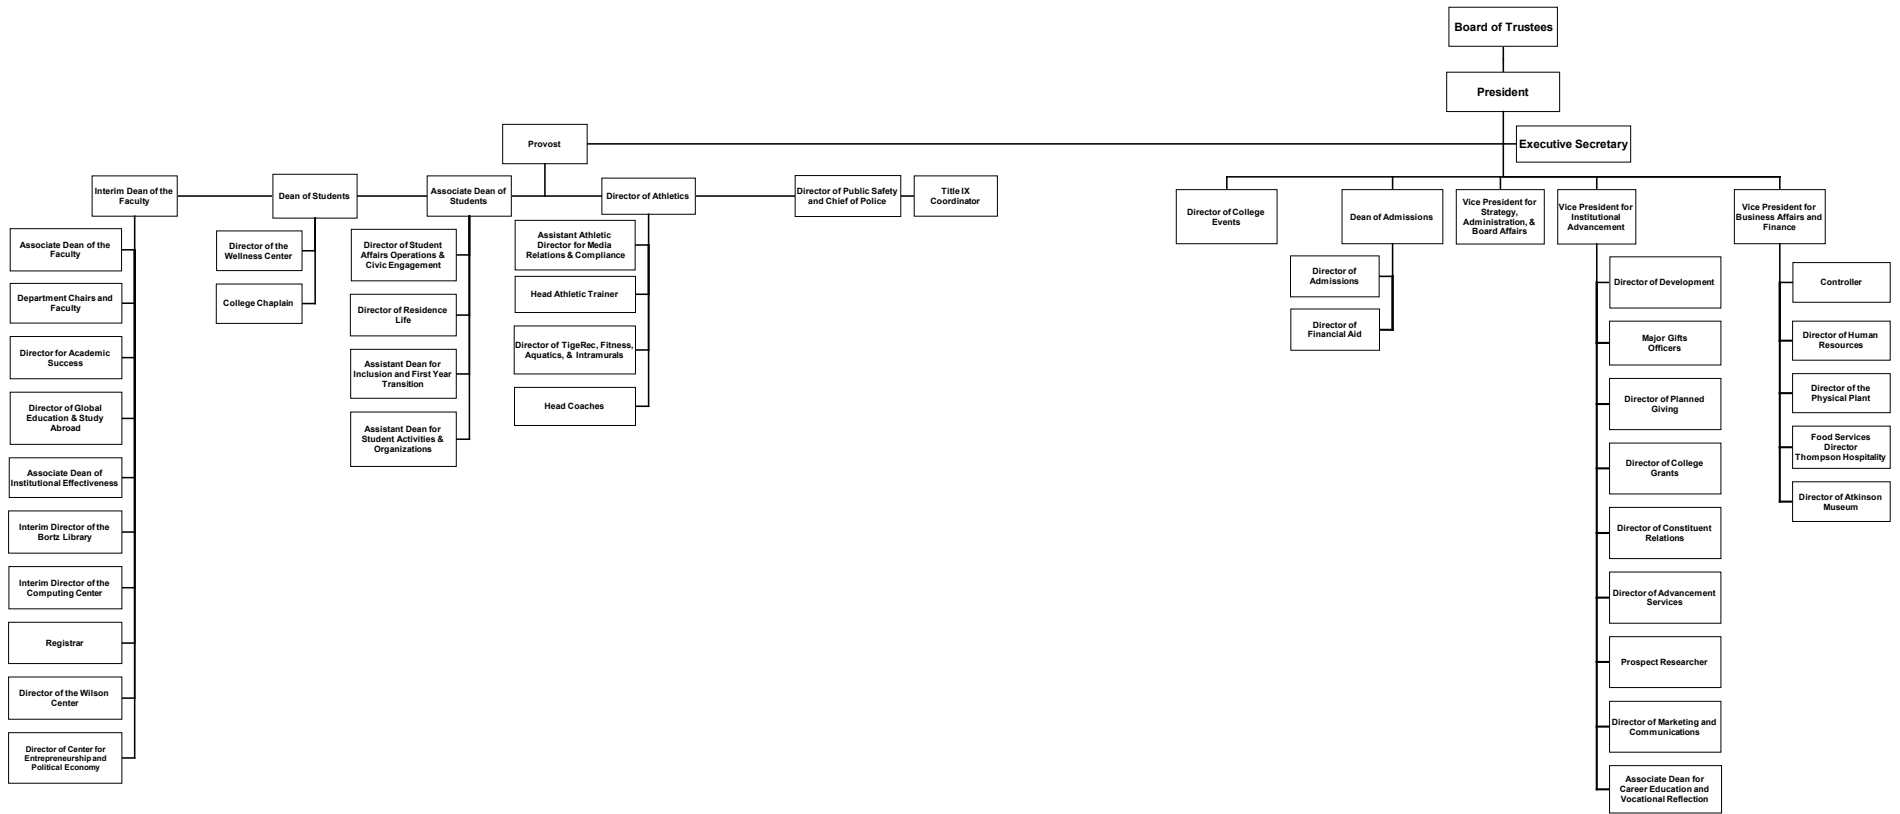 Board of Trustees
President
Provost
Executive Secretary
Interim Dean of the
Faculty
Dean of Students
Associate Dean of
Students
Director of Athletics
Director of Public Safety
and Chief of Police
Title IX
Coordinator
Director of College
Events
Dean of Admissions
Vice President for
Strategy,
Administration, &
Board Affairs
Vice President for
Institutional
Advancement
Vice President for
Business Affairs and
Finance
Associate Dean of the
Faculty
Department Chairs and
Faculty
Director for Academic
Success
Director of Global
Education & Study
Abroad
Associate Dean of
Institutional Effectiveness
Interim Director of the
Bortz Library
Interim Director of the
Computing Center
Registrar
Director of the Wilson
Center
Director of Center for
Entrepreneurship and
Political Economy
Director of the
Wellness Center
College Chaplain
Director of Student
Affairs Operations &
Civic Engagement
Director of Residence
Life
Assistant Dean for
Inclusion and First Year
Transition
Assistant Dean for
Student Activities &
Organizations
Assistant Athletic
Director for Media
Relations & Compliance
Head Athletic Trainer
Director of TigeRec, Fitness,
Aquatics, & Intramurals
Head Coaches
Director of
Admissions
Director of
Financial Aid
Director of Development
Major Gifts
Officers
Director of Planned
Giving
Director of College
Grants
Director of Constituent
Relations
Director of Advancement
Services
Prospect Researcher
Director of Marketing and
Communications
Associate Dean for
Career Education and
Vocational Reflection
Controller
Director of Human
Resources
Director of the
Physical Plant
Food Services
Director
Thompson Hospitality
Director of Atkinson
Museum